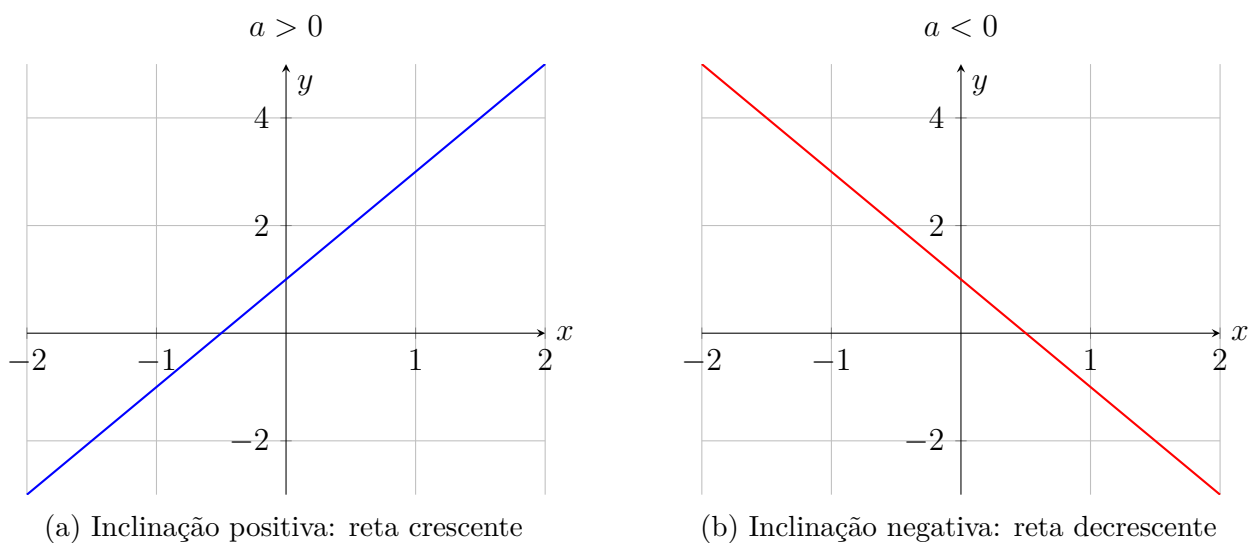 a > 0
y
4
2
−2 −1 1 2 x
−2
(a) Inclinação positiva: reta crescente
a < 0
y
4
2
−2 −1 1 2 x
−2
(b) Inclinação negativa: reta decrescente